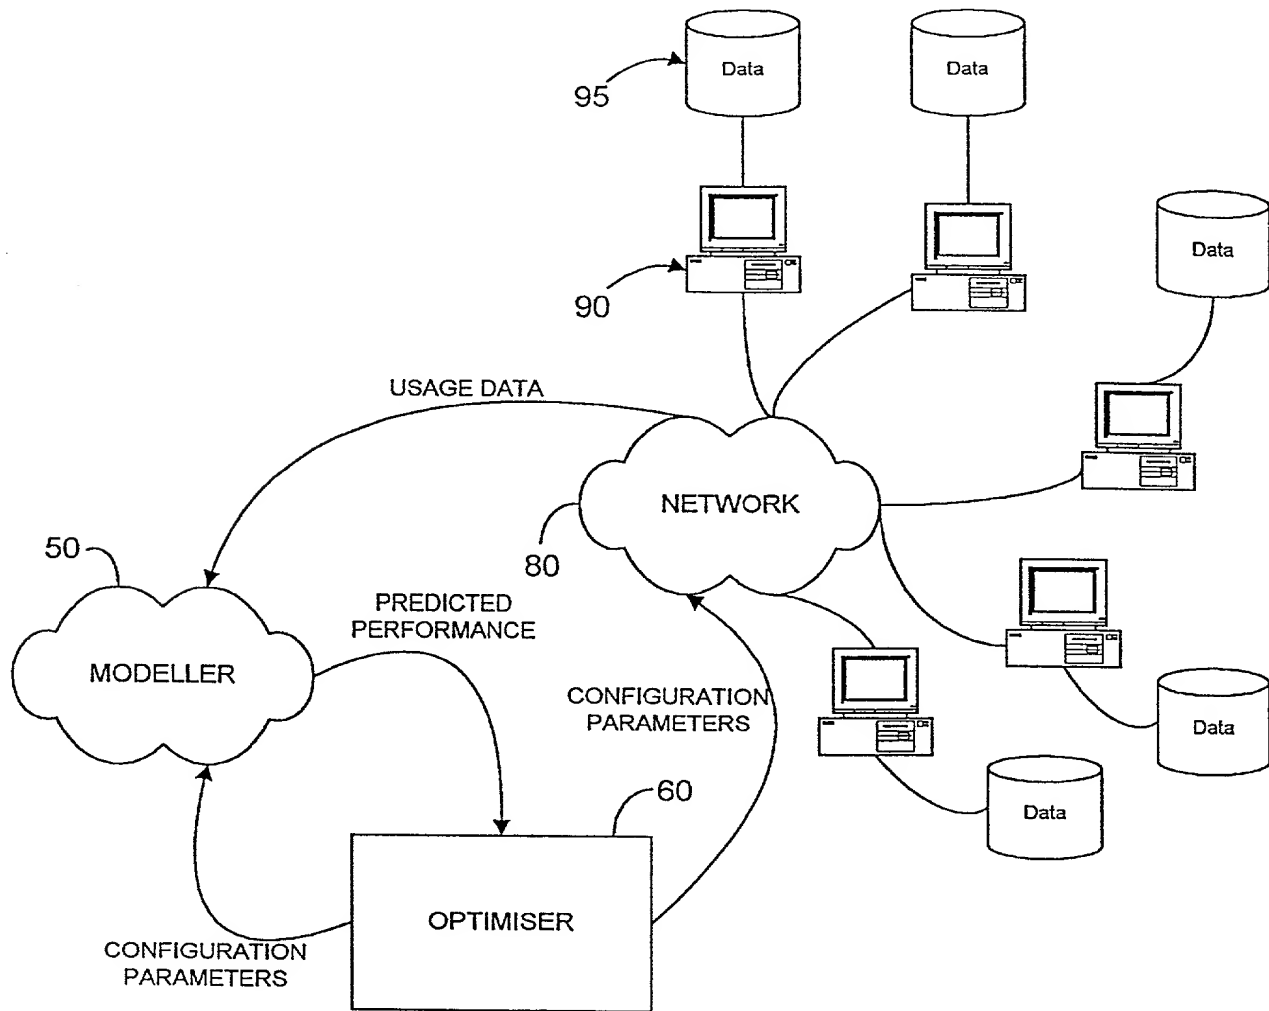 Data
Data
95
Data
90
USAGE DATA
NETWORK
50
80
PREDICTED
PERFORMANCE
MODELLER
CONFIGURATION
PARAMETERS
Data
60
Data
OPTIMISER
CONFIGURATION
PARAMETERS